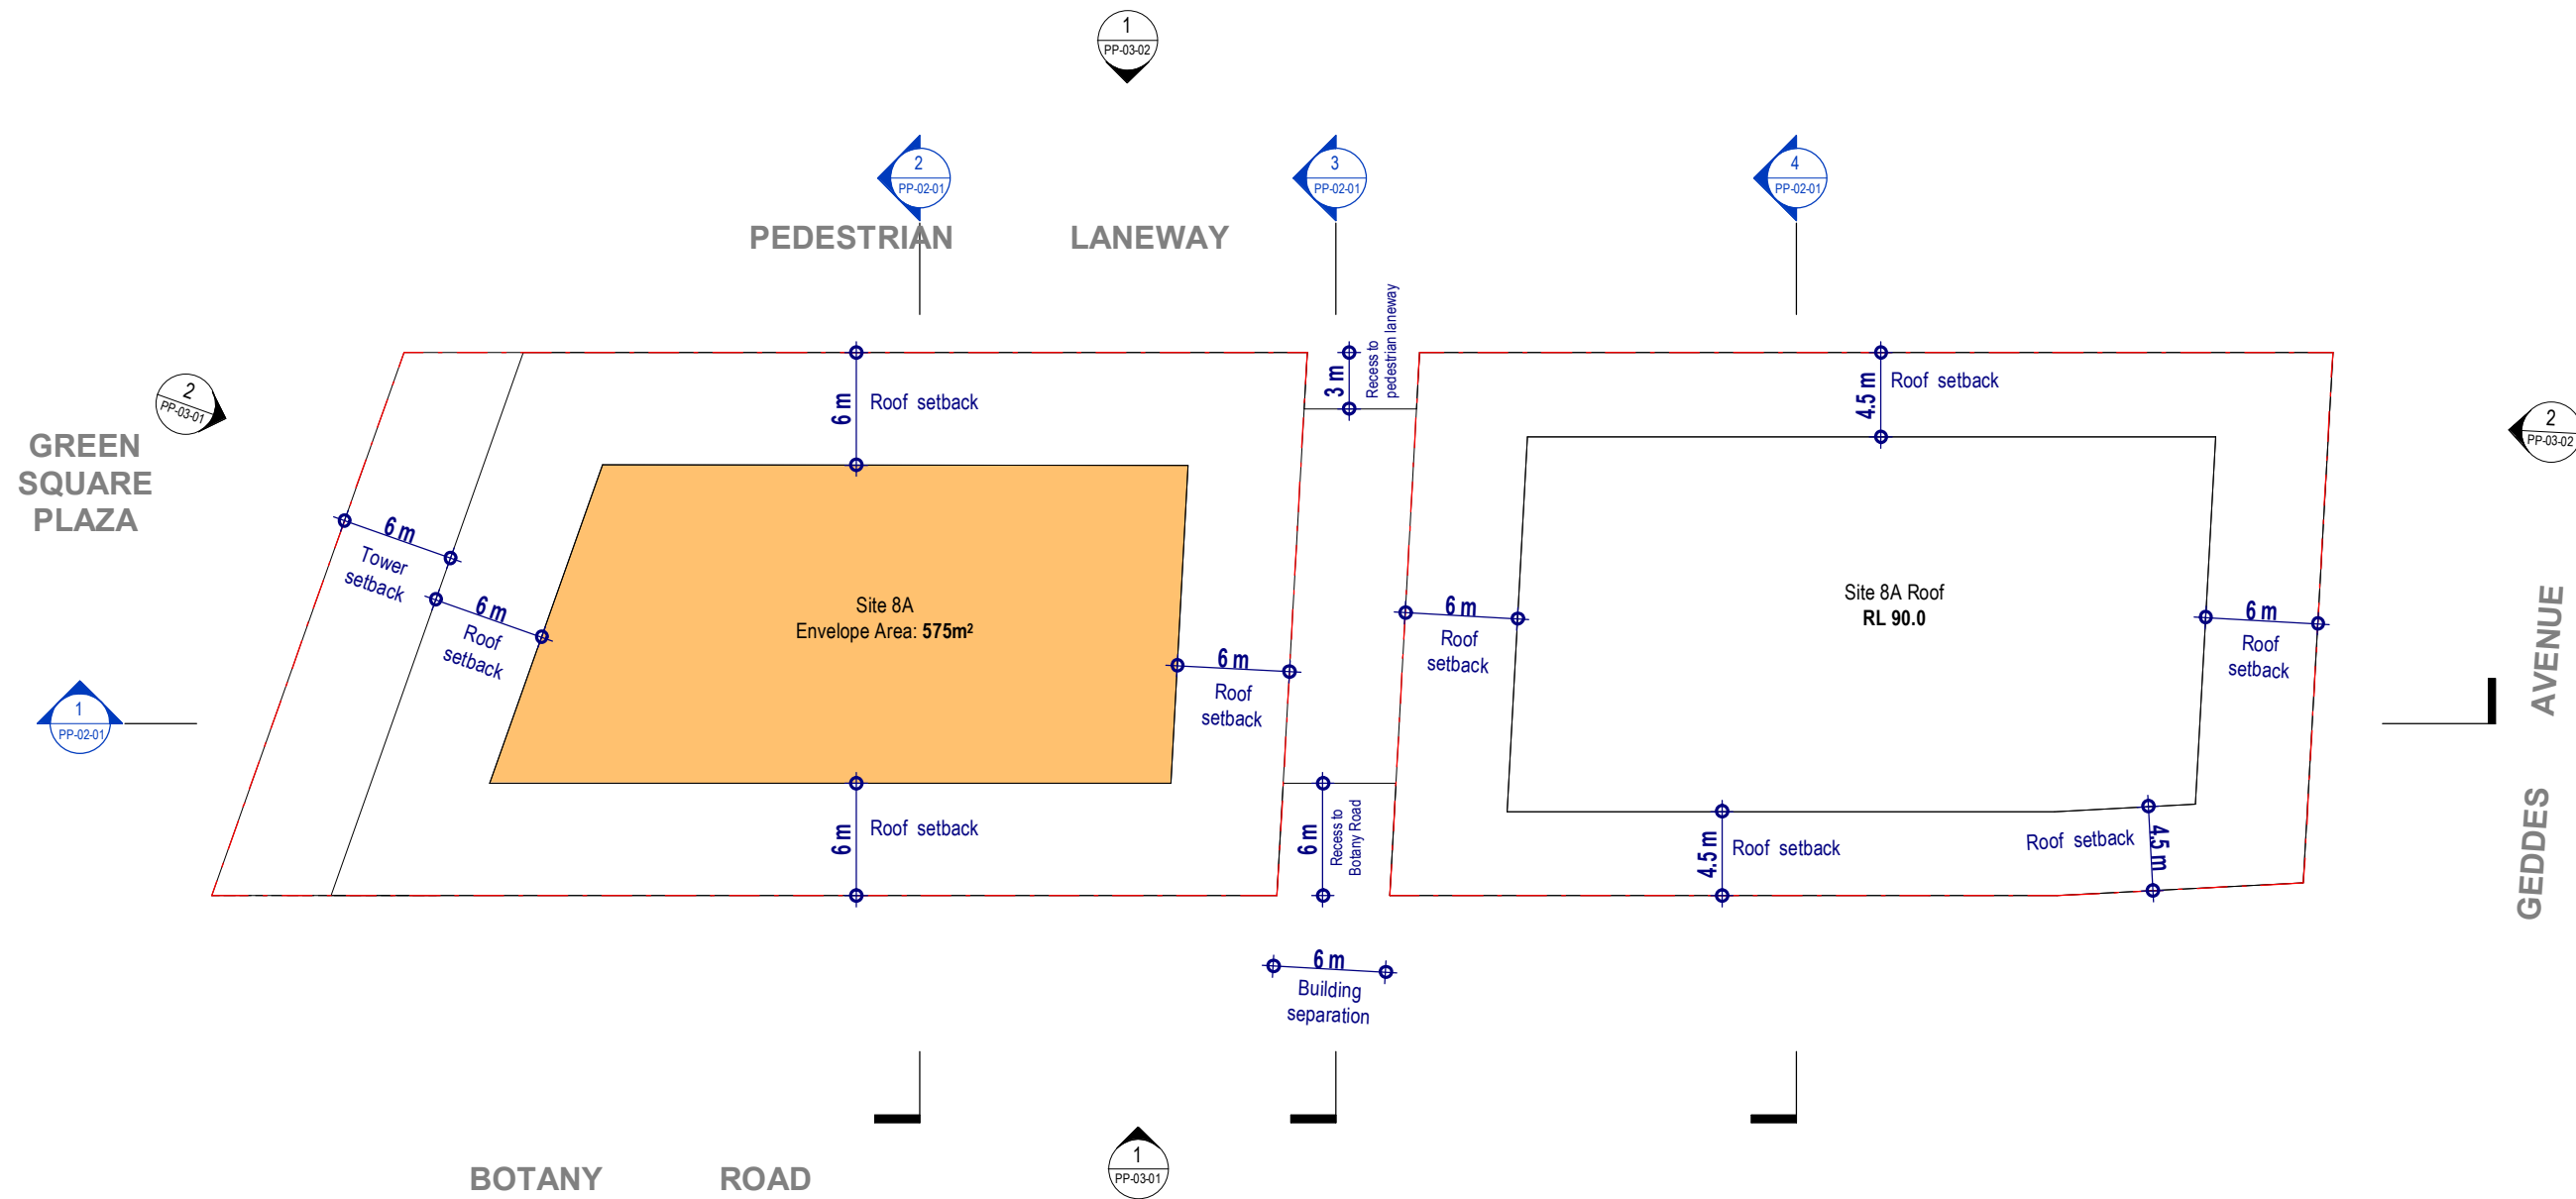 1
PP-03-02
2
PP-02-01
3
PP-02-01
4
PP-02-01
PEDESTRIAN LANEWAY
2
PP-03-01
GREEN
SQUARE
PLAZA
6 m
Roof setback
3 m
Recess to
pedestrian laneway
4.5 m
Roof setback
2
PP-03-02
6 m
Tower
setback
6 m
Roof
setback
Site 8A
Envelope Area: 575m²
6 m
Roof
setback
6 m
Roof
setback
Site 8A Roof
RL 90.0
6 m
Roof
setback
GEDDES AVENUE
1
PP-02-01
6 m
Roof setback
6 m
Recess to
Botany Road
4.5 m
Roof setback
Roof setback
4.5 m
6 m
Building
separation
BOTANY ROAD
1
PP-03-01